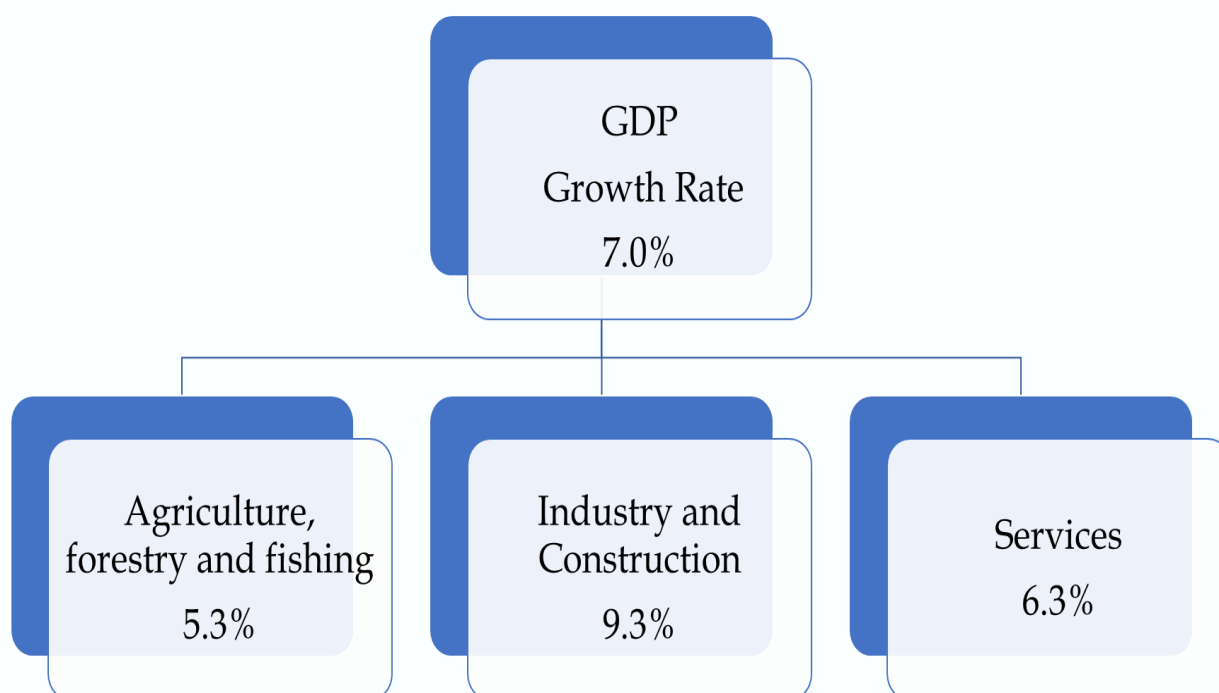 GDP
Growth Rate
7.0%
Agriculture,
forestry and fishing
5.3%
Industry and
Construction
9.3%
Services
6.3%